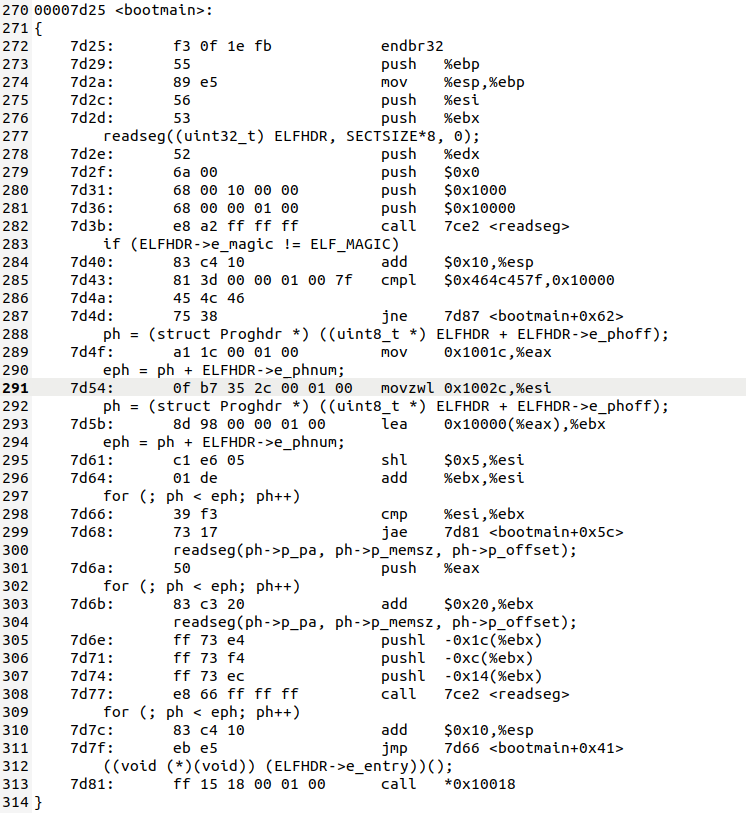 270 00007d25 <bootmain>:
271 {
272     7d25:       f3 0f 1e fb             endbr32
273     7d29:       55                      push   %ebp
274     7d2a:       89 e5                   mov    %esp,%ebp
275     7d2c:       56                      push   %esi
276     7d2d:       53                      push   %ebx
277         readseg((uint32_t) ELFHDR, SECTSIZE*8, 0);
278     7d2e:       52                      push   %edx
279     7d2f:       6a 00                   push   $0x0
280     7d31:       68 00 10 00 00          push   $0x1000
281     7d36:       68 00 00 01 00          push   $0x10000
282     7d3b:       e8 a2 ff ff ff          call   7ce2 <readseg>
283         if (ELFHDR->e_magic != ELF_MAGIC)
284     7d40:       83 c4 10                add    $0x10,%esp
285     7d43:       81 3d 00 00 01 00 7f    cmpl   $0x464c457f,0x10000
286     7d4a:       45 4c 46
287     7d4d:       75 38                   jne    7d87 <bootmain+0x62>
288         ph = (struct Proghdr *) ((uint8_t *) ELFHDR + ELFHDR->e_phoff);
289     7d4f:       a1 1c 00 01 00          mov    0x1001c,%eax
290         eph = ph + ELFHDR->e_phnum;
291     7d54:       0f b7 35 2c 00 01 00    movzwl 0x1002c,%esi
292         ph = (struct Proghdr *) ((uint8_t *) ELFHDR + ELFHDR->e_phoff);
293     7d5b:       8d 98 00 00 01 00       lea    0x10000(%eax),%ebx
294         eph = ph + ELFHDR->e_phnum;
295     7d61:       c1 e6 05                shl    $0x5,%esi
296     7d64:       01 de                   add    %ebx,%esi
297         for (; ph < eph; ph++)
298     7d66:       39 f3                   cmp    %esi,%ebx
299     7d68:       73 17                   jae    7d81 <bootmain+0x5c>
300                 readseg(ph->p_pa, ph->p_memsz, ph->p_offset);
301     7d6a:       50                      push   %eax
302         for (; ph < eph; ph++)
303     7d6b:       83 c3 20                add    $0x20,%ebx
304                 readseg(ph->p_pa, ph->p_memsz, ph->p_offset);
305     7d6e:       ff 73 e4                pushl  -0x1c(%ebx)
306     7d71:       ff 73 f4                pushl  -0xc(%ebx)
307     7d74:       ff 73 ec                pushl  -0x14(%ebx)
308     7d77:       e8 66 ff ff ff          call   7ce2 <readseg>
309         for (; ph < eph; ph++)
310     7d7c:       83 c4 10                add    $0x10,%esp
311     7d7f:       eb e5                   jmp    7d66 <bootmain+0x41>
312         ((void (*)(void)) (ELFHDR->e_entry))();
313     7d81:       ff 15 18 00 01 00       call   *0x10018
314 }